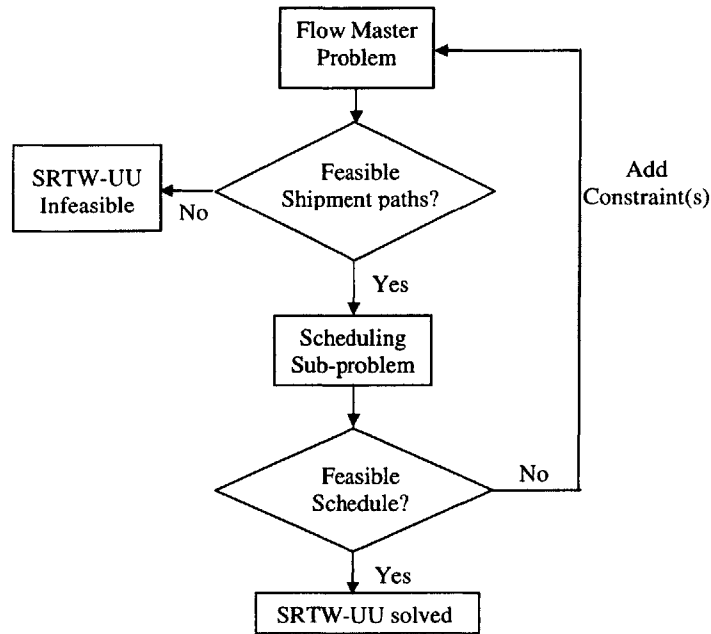 Flow Master
Problem
Feasible
Shipment paths?
SRTW-UU
Infeasible
No
Add
Constraint(s)
Yes
Scheduling
Sub-problem
Feasible
Schedule?
No
Yes
SRTW-UU solved